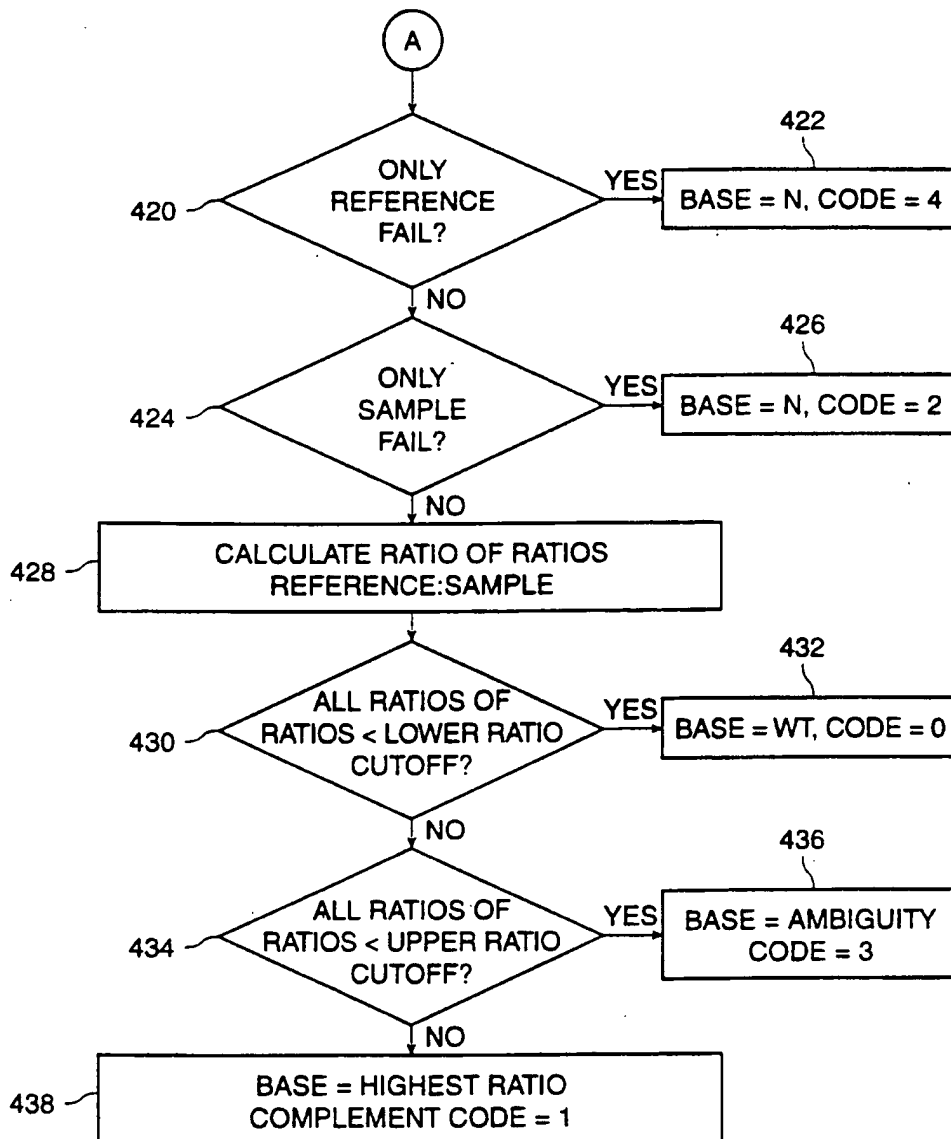 A
420
ONLY
REFERENCE
FAIL?
YES
422
BASE = N, CODE = 4
NO
424
ONLY
SAMPLE
FAIL?
YES
426
BASE = N, CODE = 2
NO
428
CALCULATE RATIO OF RATIOS
REFERENCE:SAMPLE
430
ALL RATIOS OF
RATIOS < LOWER RATIO
CUTOFF?
YES
432
BASE = WT, CODE = 0
NO
434
ALL RATIOS OF
RATIOS < UPPER RATIO
CUTOFF?
YES
436
BASE = AMBIGUITY
CODE = 3
NO
438
BASE = HIGHEST RATIO
COMPLEMENT CODE = 1